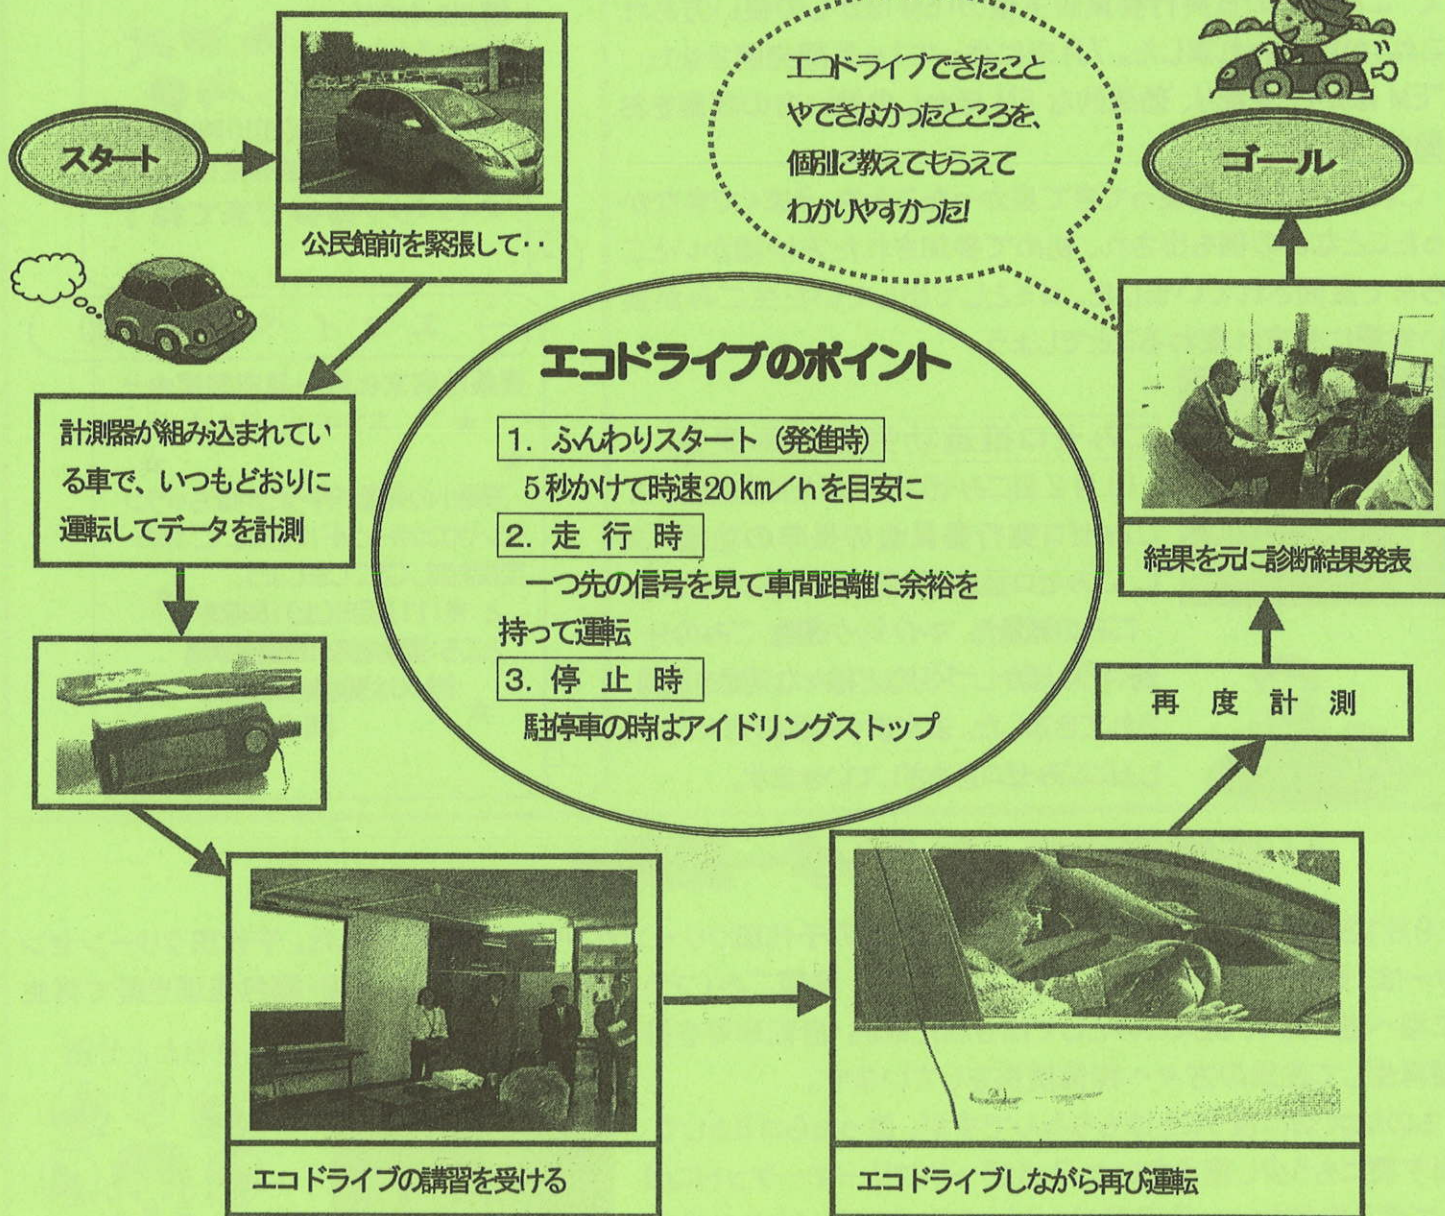 スタート
公民館前を緊張して・・
計測器が組み込まれてい
る車で、いつもどおりに
運転してデータを計測
エコドライブの講習を受ける
エコドライブしながら再び運転
再度計測
結果を元に診断結果発表
ゴール
エコドライブできたこと
やできなかったところを、
個別に教えてもらえて
わかりやすかった!
エコドライブのポイント
1. ふんわりスタート (発進時)
5秒かけて時速20km/hを目安に
2. 走行時
一つ先の信号を見て車間距離に余裕を
持って運転
3. 停止時
駐停車の時はアイドリングストップ